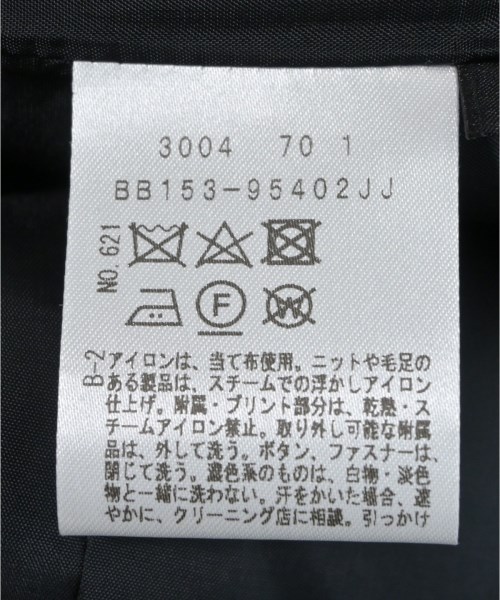 3004 70 1
BB153-95402JJ
NO.621
F
W
B-2
アイロンは、当て布使用。ニットや毛足の
ある製品は、スチームでの浮かしアイロン
仕上げ。附属・プリント部分は、乾熱・ス
チームアイロン禁止。取り外し可能な附属
品は、外して洗う。ボタン、ファスナーは、
閉じて洗う。濃色系のものは、白物・淡色
物と一緒に洗わない。汗をかいた場合、速
やかに、クリーニング店に相談。引っかけ